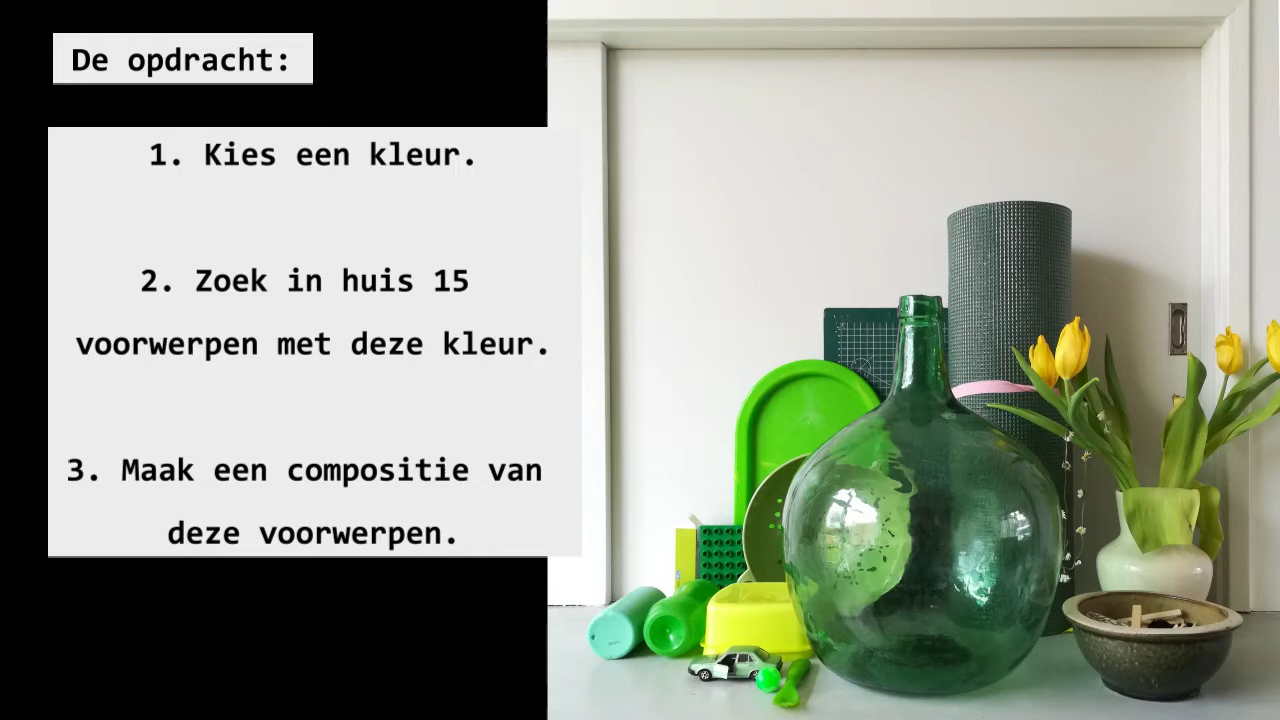 De opdracht:
1. Kies een kleur.
2. Zoek in huis 15
voorwerpen met deze kleur.
3. Maak een compositie van
deze voorwerpen.